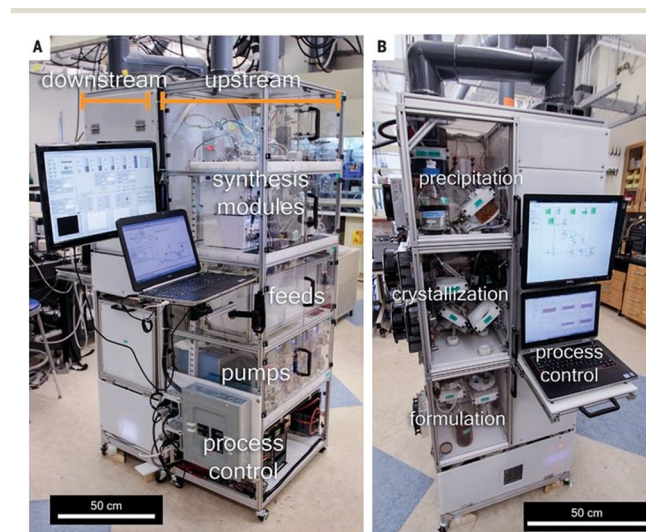 A
downstream
upstream
synthesis
modules
feeds
pumps
process
control
50 cm
B
precipitation
crystallization
process
control
formulation
50 cm